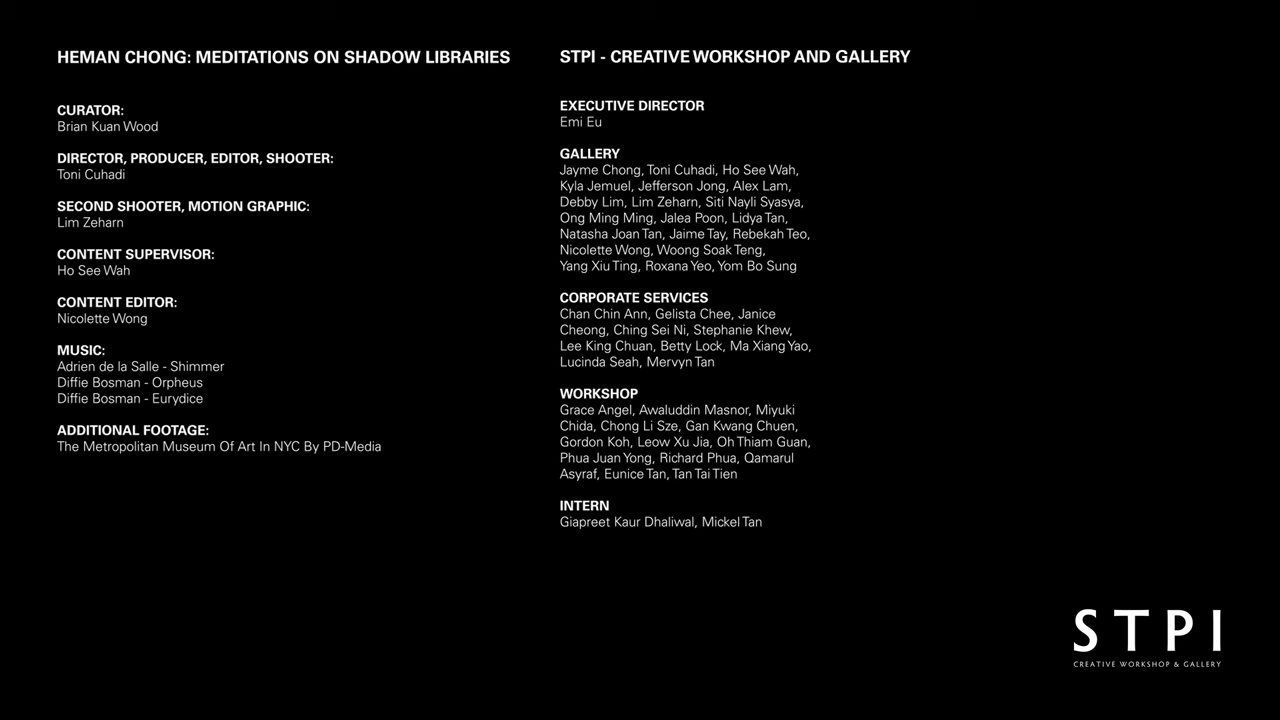 HEMAN CHONG: MEDITATIONS ON SHADOW LIBRARIES
CURATOR:
Brian Kuan Wood
DIRECTOR, PRODUCER, EDITOR, SHOOTER:
Toni Cuhadi
SECOND SHOOTER, MOTION GRAPHIC:
Lim Zeharn
CONTENT SUPERVISOR:
Ho See Wah
CONTENT EDITOR:
Nicolette Wong
MUSIC:
Adrien de la Salle - Shimmer
Diffie Bosman - Orpheus
Diffie Bosman - Eurydice
ADDITIONAL FOOTAGE:
The Metropolitan Museum Of Art In NYC By PD-Media
STPI - CREATIVE WORKSHOP AND GALLERY
EXECUTIVE DIRECTOR
Emi Eu
GALLERY
Jayme Chong, Toni Cuhadi, Ho See Wah,
Kyla Jemuel, Jefferson Jong, Alex Lam,
Debby Lim, Lim Zeharn, Siti Nayli Syasya,
Ong Ming Ming, Jalea Poon, Lidya Tan,
Natasha Joan Tan, Jaime Tay, Rebekah Teo,
Nicolette Wong, Woong Soak Teng,
Yang Xiu Ting, Roxana Yeo, Yom Bo Sung
CORPORATE SERVICES
Chan Chin Ann, Gelista Chee, Janice
Cheong, Ching Sei Ni, Stephanie Khew,
Lee King Chuan, Betty Lock, Ma Xiang Yao,
Lucinda Seah, Mervyn Tan
WORKSHOP
Grace Angel, Awaluddin Masnor, Miyuki
Chida, Chong Li Sze, Gan Kwang Chuen,
Gordon Koh, Leow Xu Jia, Oh Thiam Guan,
Phua Juan Yong, Richard Phua, Qamarul
Asyraf, Eunice Tan, Tan Tai Tien
INTERN
Giapreet Kaur Dhaliwal, Mickel Tan
STPI
CREATIVE WORKSHOP & GALLERY